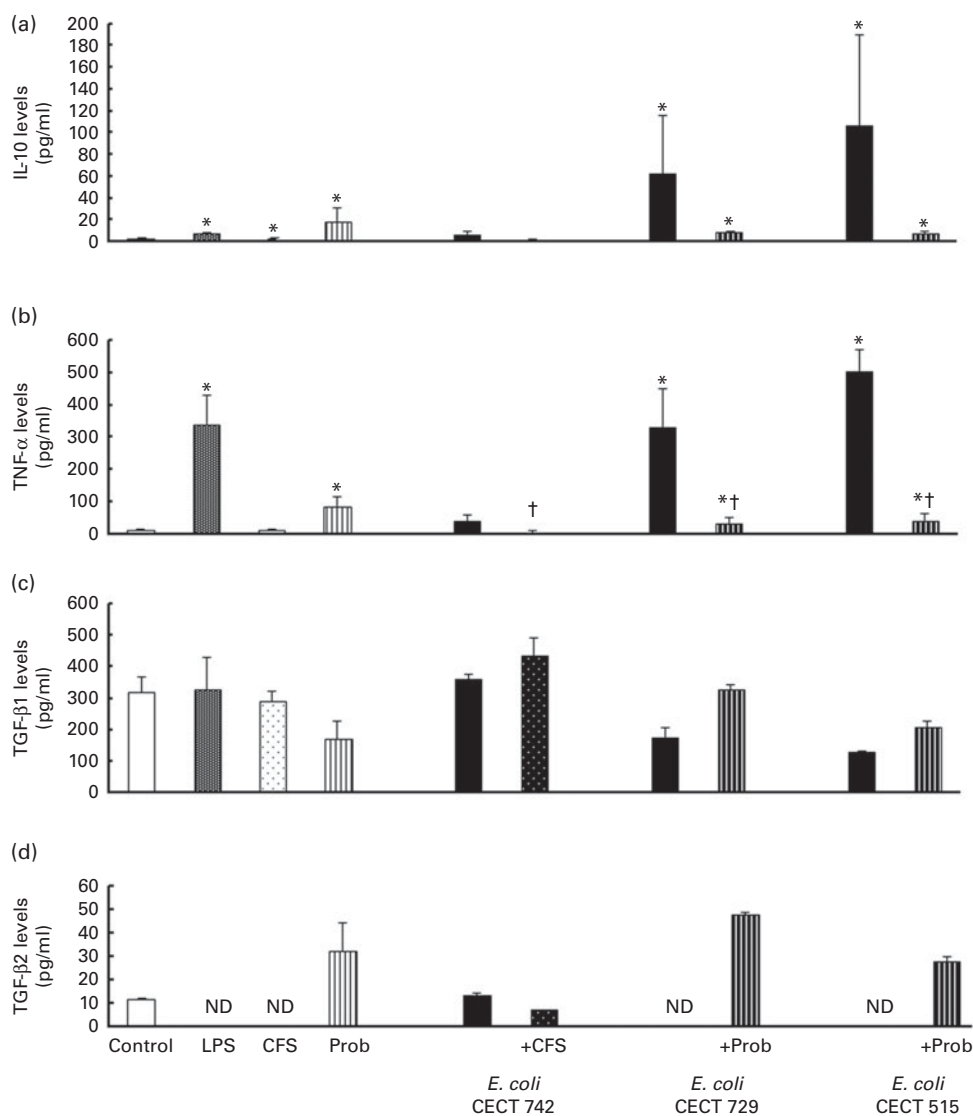 (a)
IL-10 levels
(pg/ml)
200
180
160
140
120
100
80
60
40
20
0
*
*
*
*
*
*
*
(b)
TNF-α levels
(pg/ml)
600
500
400
300
200
100
0
*
*
†
*
*†
*
*†
(c)
TGF-β1 levels
(pg/ml)
600
500
400
300
200
100
0
(d)
TGF-β2 levels
(pg/ml)
60
50
40
30
20
10
0
ND
ND
ND
ND
Control
LPS
CFS
Prob
+CFS
+Prob
+Prob
E. coli
CECT 742
E. coli
CECT 729
E. coli
CECT 515